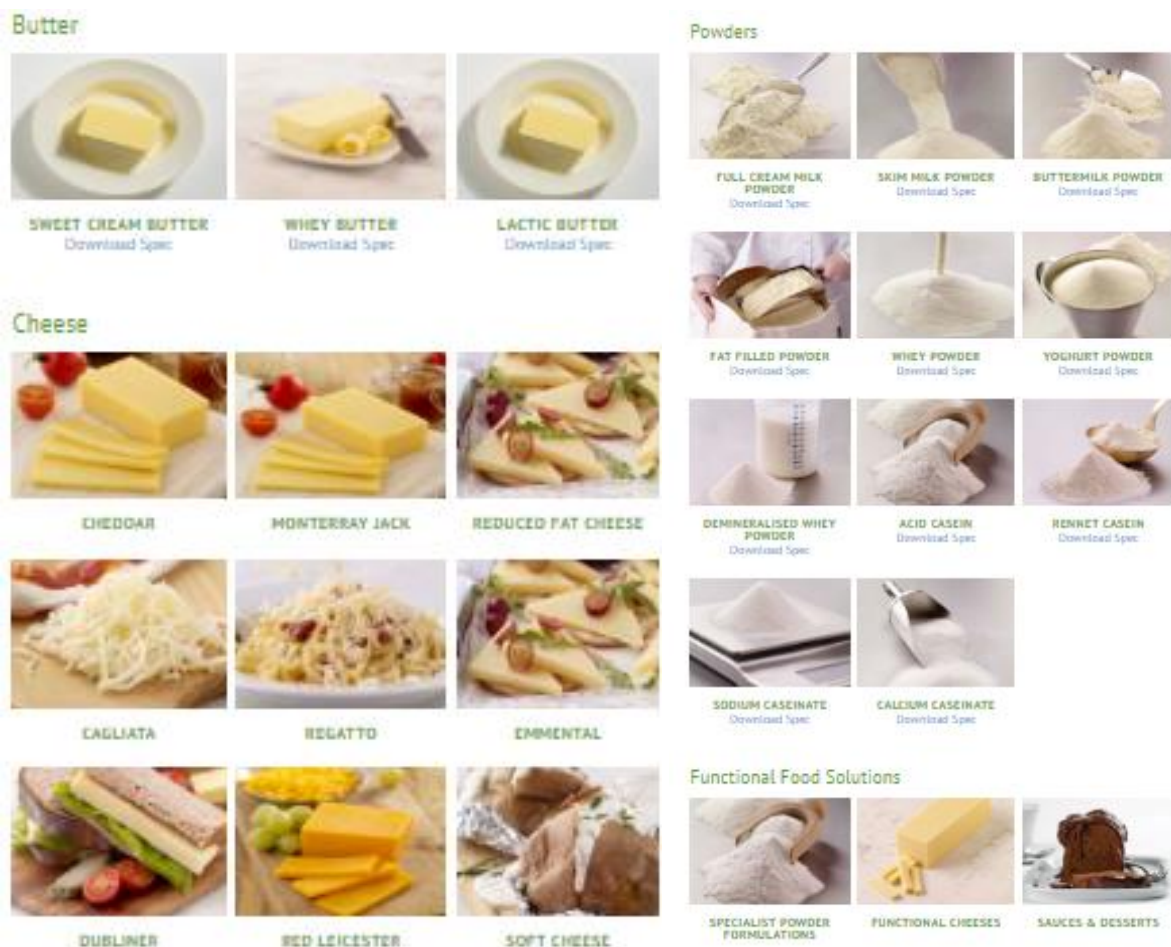 Butter
SWEET CREAM BUTTER
Download Spec
WHEY BUTTER
Download Spec
LACTIC BUTTER
Download Spec
Cheese
CHEDDAR
MONTERRAY JACK
REDUCED FAT CHEESE
CAGLIATA
REGATTO
EMMENTAL
DUBLINER
RED LEICESTER
SOFT CHEESE
Powders
FULL CREAM MILK
POWDER
Download Spec
SKIM MILK POWDER
Download Spec
BUTTERMILK POWDER
Download Spec
FAT FILLED POWDER
Download Spec
WHEY POWDER
Download Spec
YOGHURT POWDER
Download Spec
DEMINERALISED WHEY
POWDER
Download Spec
ACID CASEIN
Download Spec
RENNET CASEIN
Download Spec
SODIUM CASEINATE
Download Spec
CALCIUM CASEINATE
Download Spec
Functional Food Solutions
SPECIALIST POWDER
FORMULATIONS
FUNCTIONAL CHEESES
SAUCES & DESSERTS